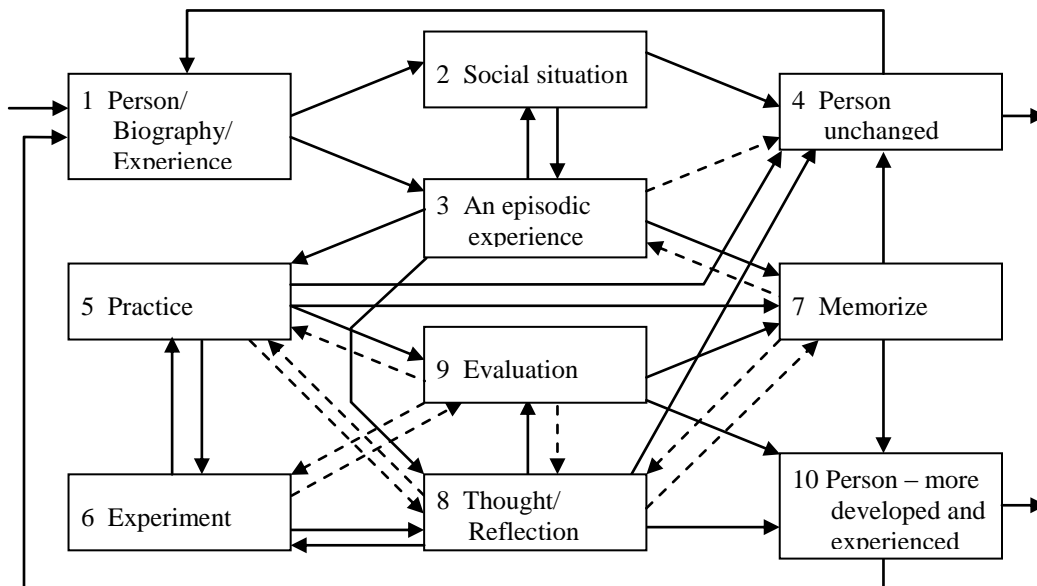 1 Person/
Biography/
Experience
2 Social situation
3 An episodic
experience
4 Person
unchanged
5 Practice
6 Experiment
7 Memorize
8 Thought/
Reflection
9 Evaluation
10 Person – more
developed and
experienced